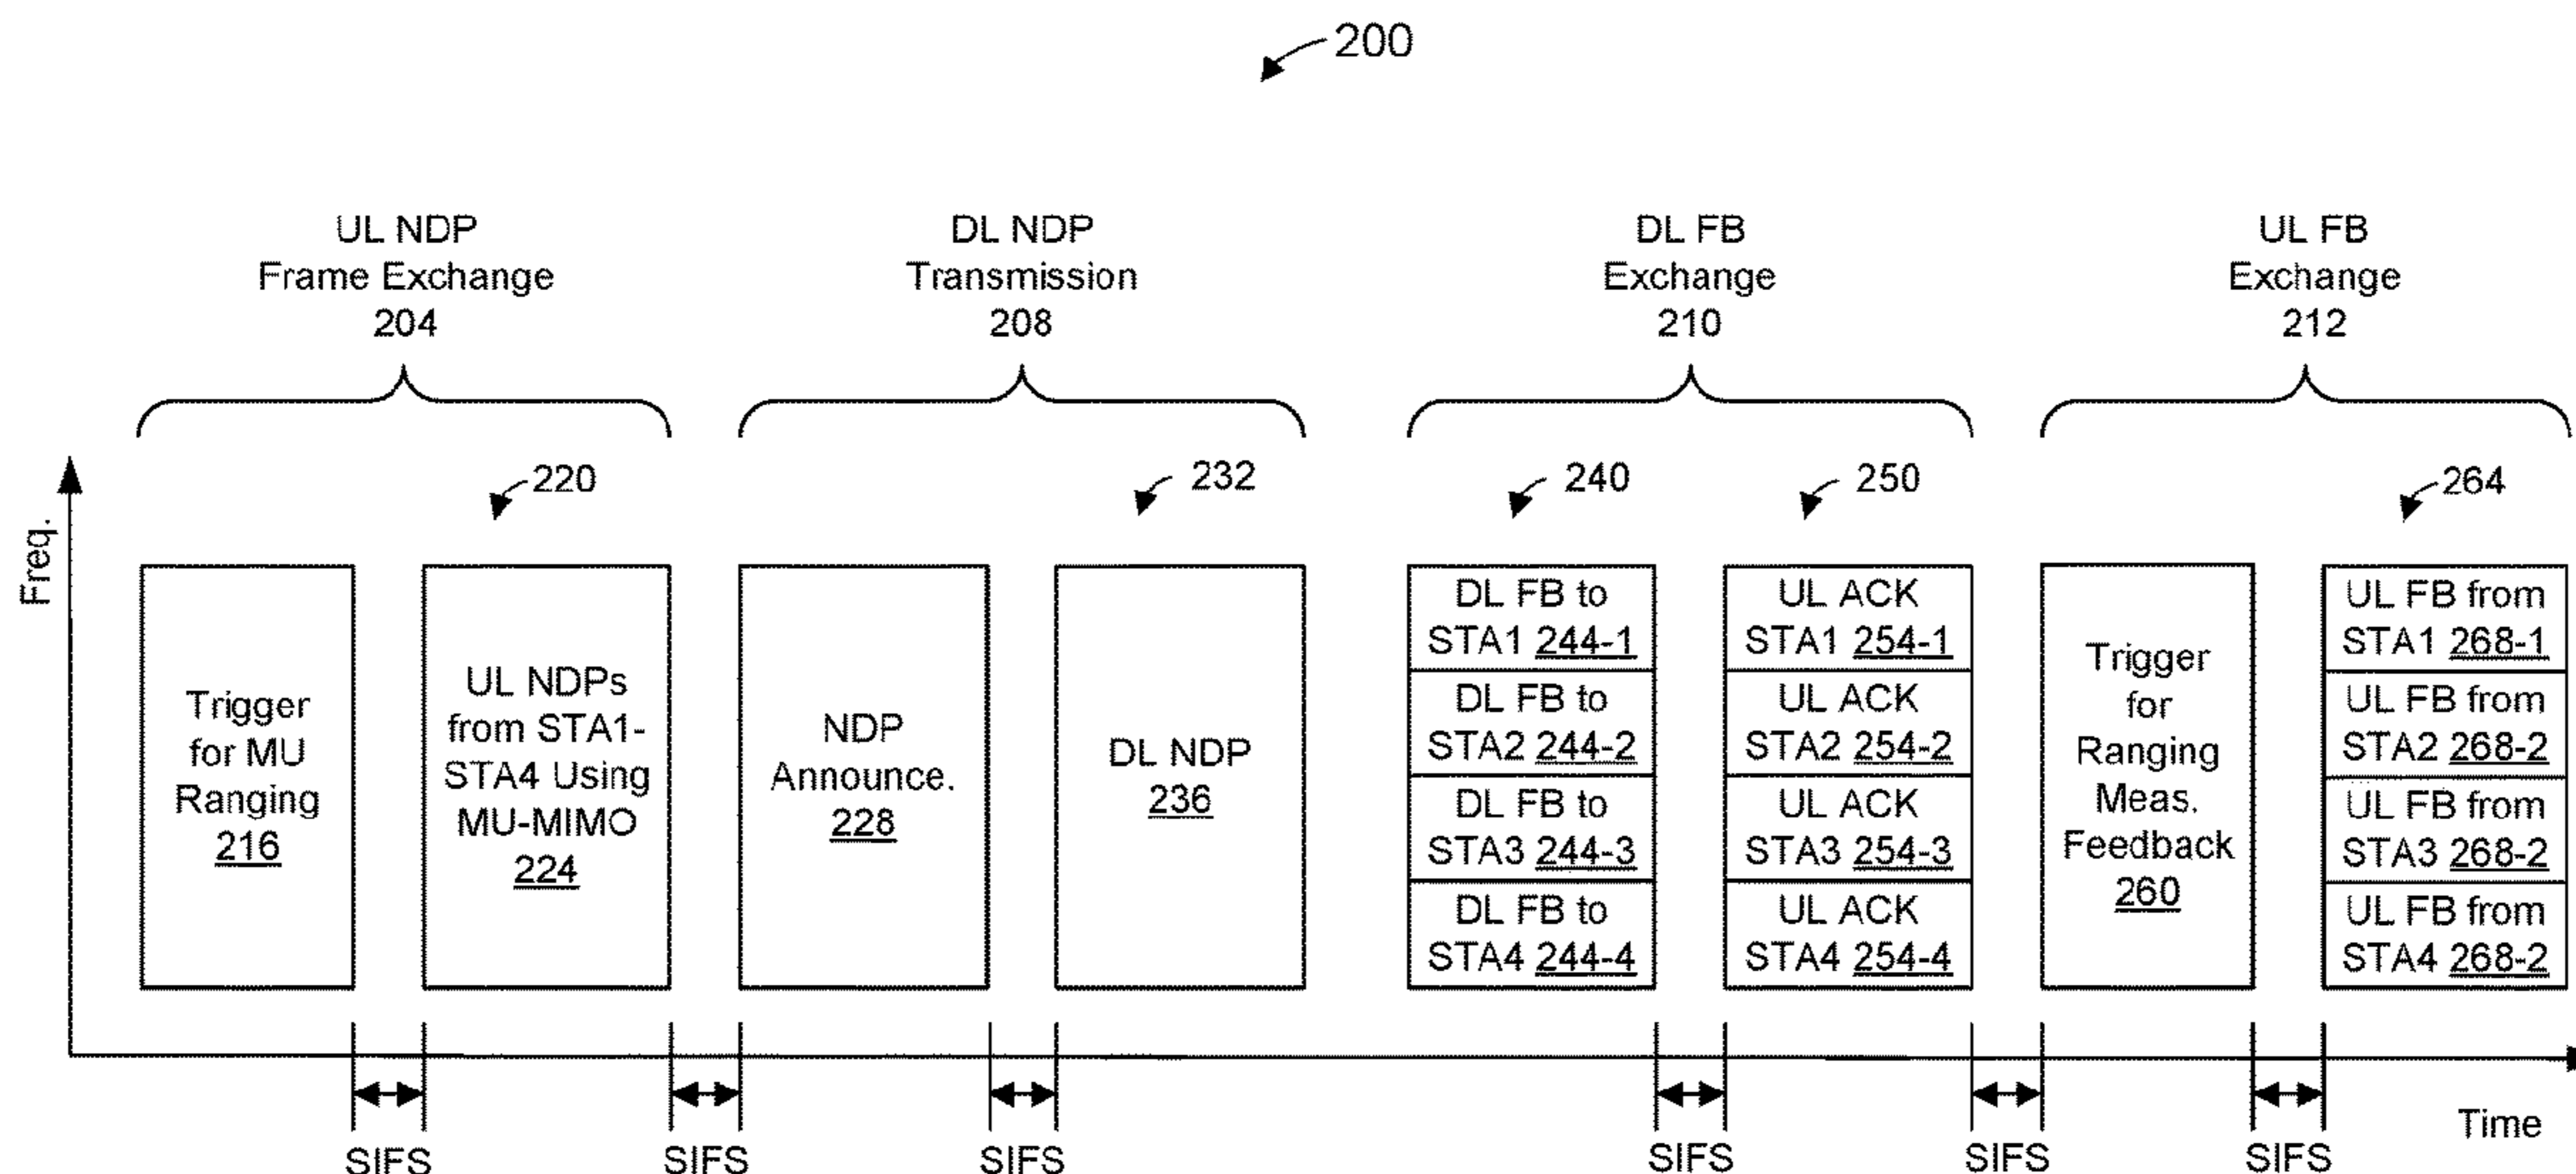 200
UL NDP
Frame Exchange
204
DL NDP
Transmission
208
DL FB
Exchange
210
UL FB
Exchange
212
220
232
240
250
264
Freq.
Trigger
for MU
Ranging
216
UL NDPs
from STA1-
STA4 Using
MU-MIMO
224
NDP
Announce.
228
DL NDP
236
DL FB to
STA1 244-1
DL FB to
STA2 244-2
DL FB to
STA3 244-3
DL FB to
STA4 244-4
UL ACK
STA1 254-1
UL ACK
STA2 254-2
UL ACK
STA3 254-3
UL ACK
STA4 254-4
Trigger
for
Ranging
Meas.
Feedback
260
UL FB from
STA1 268-1
UL FB from
STA2 268-2
UL FB from
STA3 268-2
UL FB from
STA4 268-2
SIFS
SIFS
SIFS
SIFS
SIFS
SIFS
Time